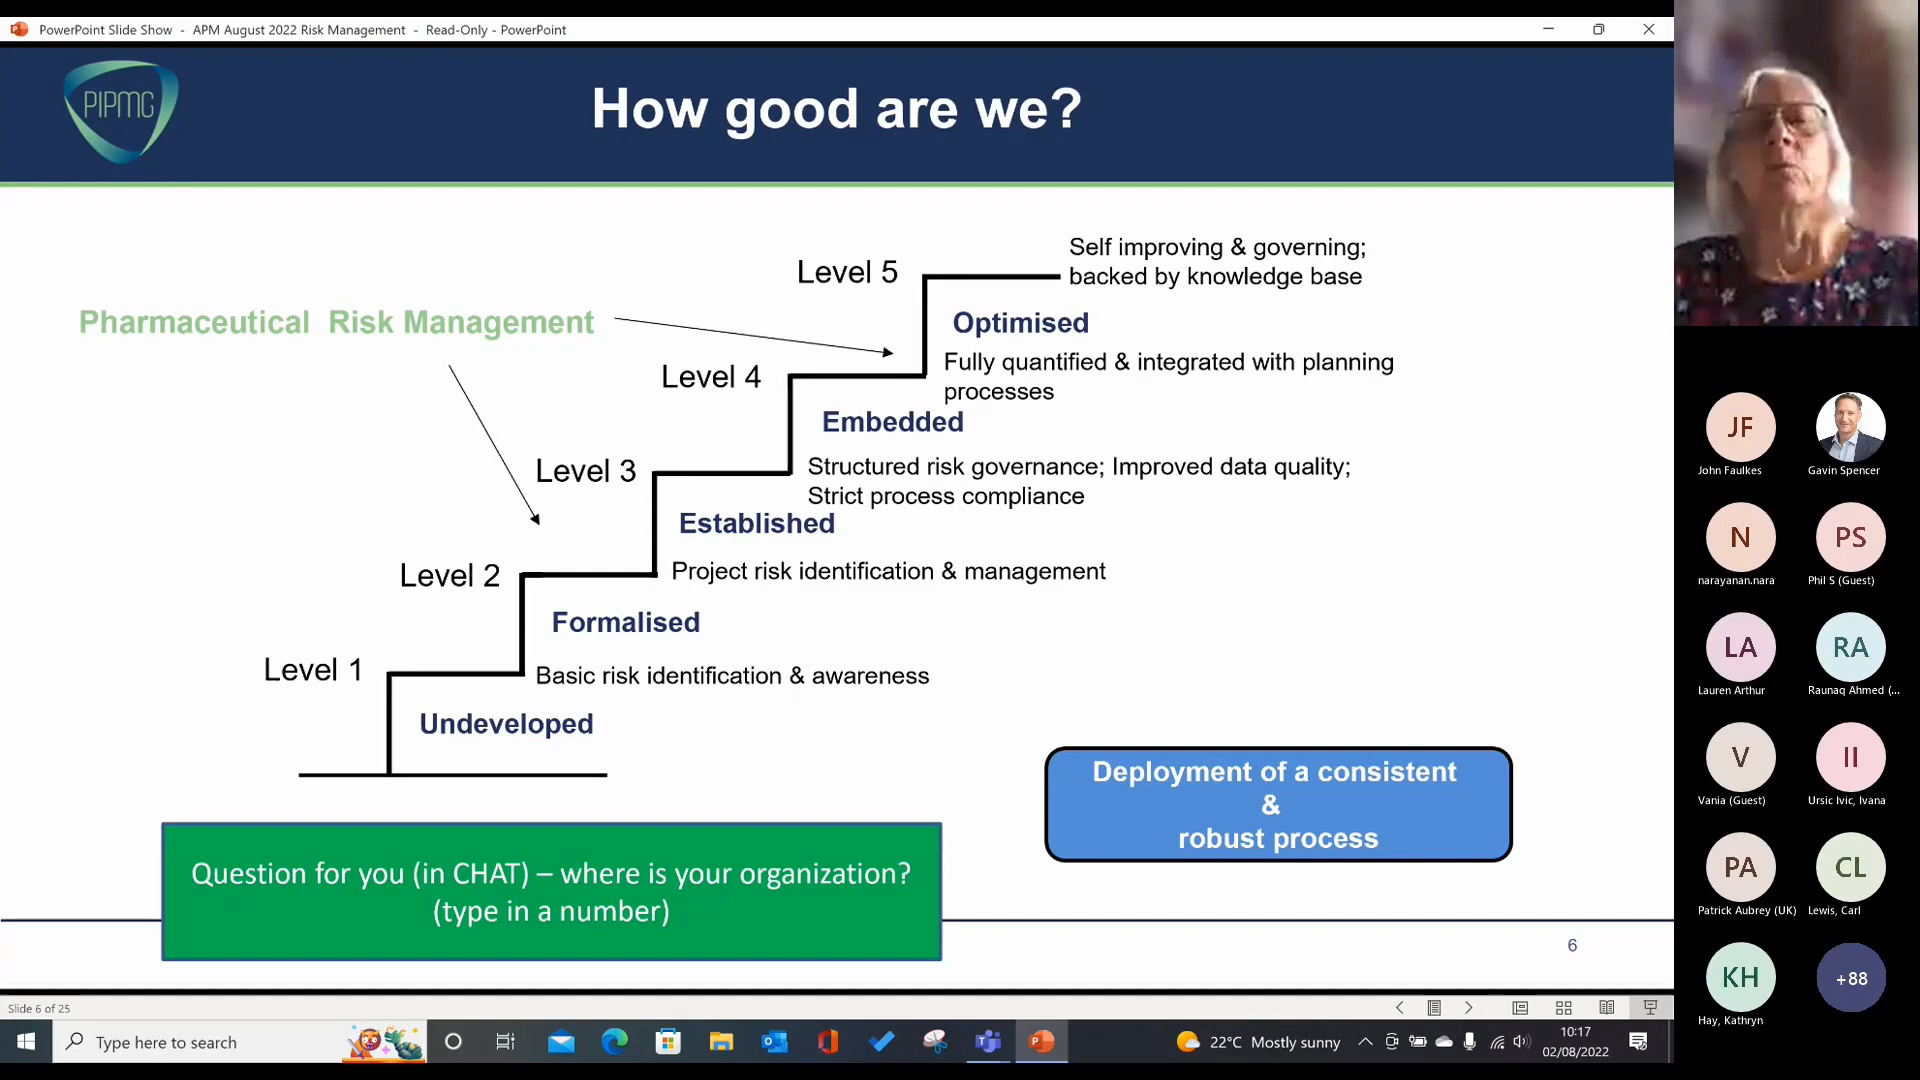 PowerPoint Slide Show - APM August 2022 Risk Management - Read-Only - PowerPoint
PIPMG
How good are we?
Level 5
Self improving & governing;
backed by knowledge base
Pharmaceutical Risk Management
Optimised
Level 4
Fully quantified & integrated with planning
processes
Embedded
Level 3
Structured risk governance; Improved data quality;
Strict process compliance
Established
Level 2
Project risk identification & management
Formalised
Level 1
Basic risk identification & awareness
Undeveloped
Deployment of a consistent
&
robust process
Question for you (in CHAT) – where is your organization?
(type in a number)
6
JF
John Faulkes
Gavin Spencer
N
narayanan.nara
PS
Phil S (Guest)
LA
Lauren Arthur
RA
Raunaq Ahmed (...
V
Vania (Guest)
II
Ursic Ivic, Ivana
PA
Patrick Aubrey (UK)
CL
Lewis, Carl
KH
Hay, Kathryn
+88
Slide 6 of 25
Type here to search
22°C Mostly sunny
10:17
02/08/2022